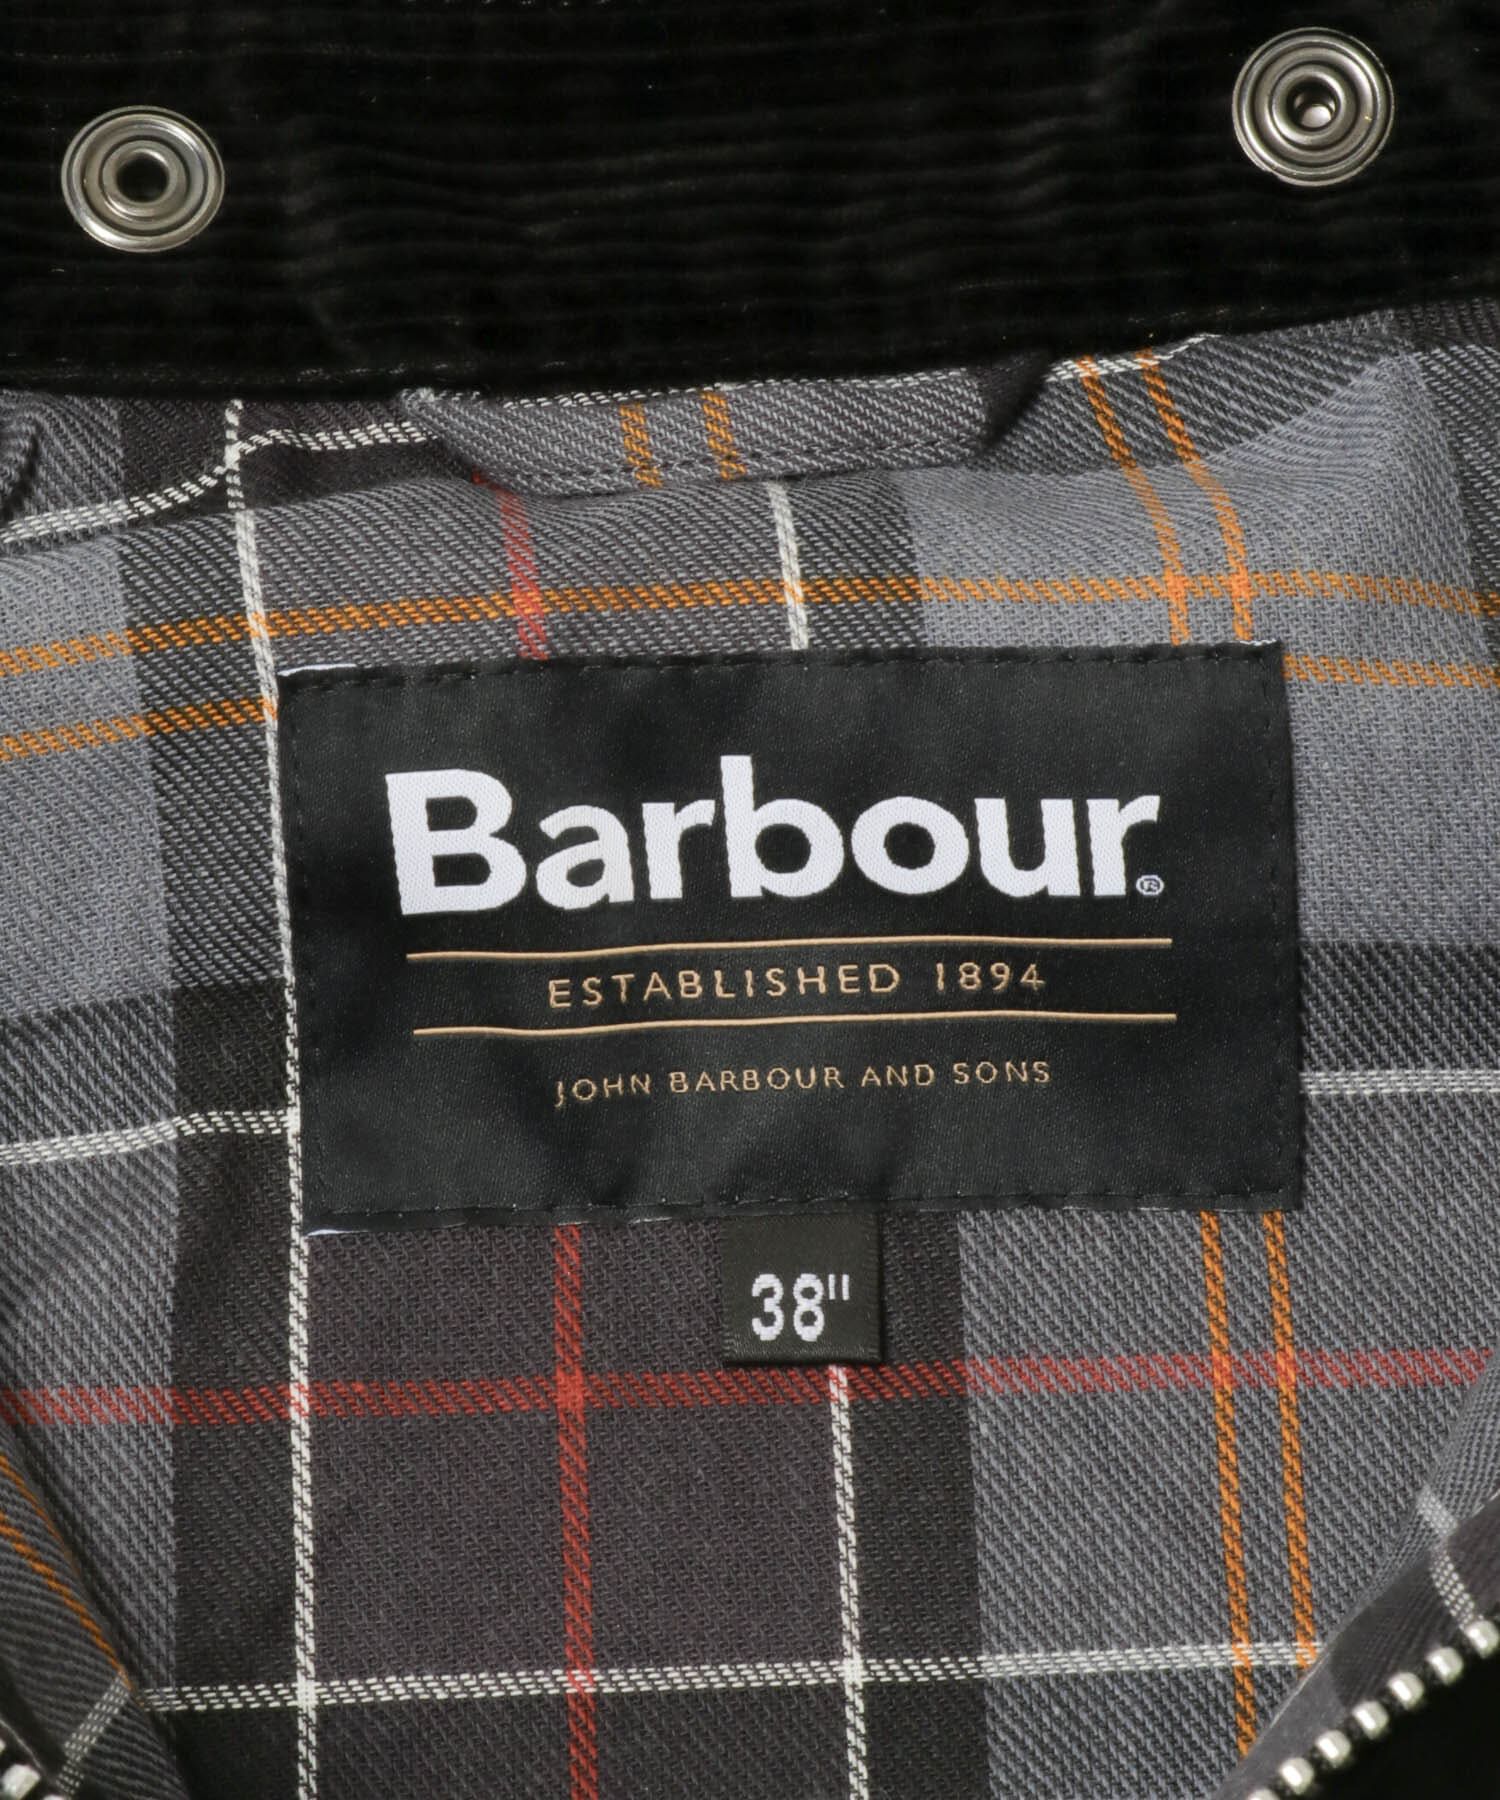 Barbour®
ESTABLISHED 1894
JOHN BARBOUR AND SONS
38"